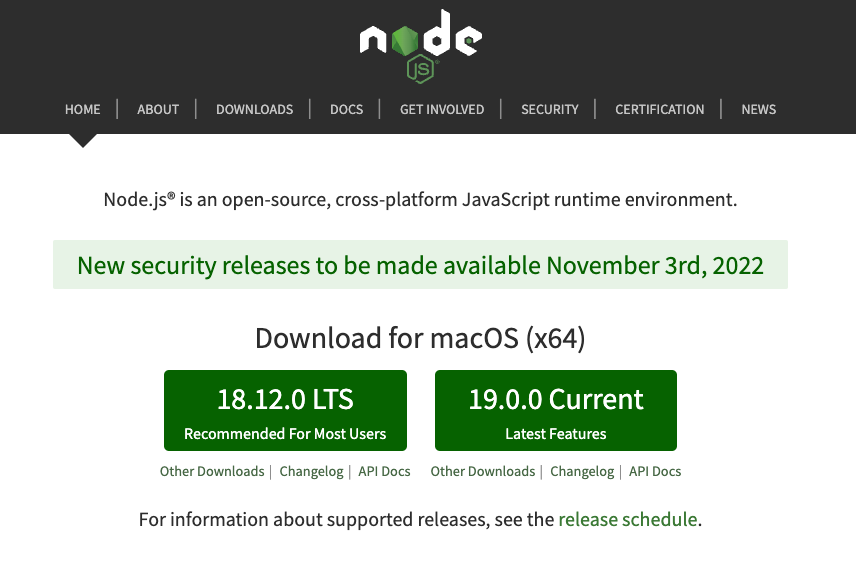 node
JS®
HOME | ABOUT | DOWNLOADS | DOCS | GET INVOLVED | SECURITY | CERTIFICATION | NEWS
Node.js® is an open-source, cross-platform JavaScript runtime environment.
New security releases to be made available November 3rd, 2022
Download for macOS (x64)
18.12.0 LTS
Recommended For Most Users
19.0.0 Current
Latest Features
Other Downloads | Changelog | API Docs
Other Downloads | Changelog | API Docs
For information about supported releases, see the release schedule.